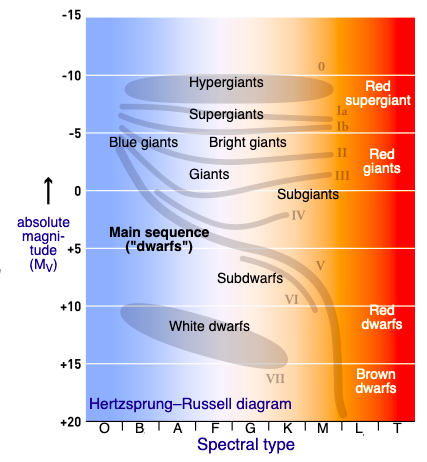 -15
-10
-5
0
+5
+10
+15
+20
absolute
magni-
tude
(MV)
0
Hypergiants
Red
supergiant
Ia
Supergiants
Ib
Blue giants
Bright giants
II
Red
giants
Giants
III
Subgiants
IV
Main sequence
("dwarfs")
V
Subdwarfs
VI
Red
dwarfs
White dwarfs
VII
Brown
dwarfs
Hertzsprung–Russell diagram
O B A F G K M L T
Spectral type